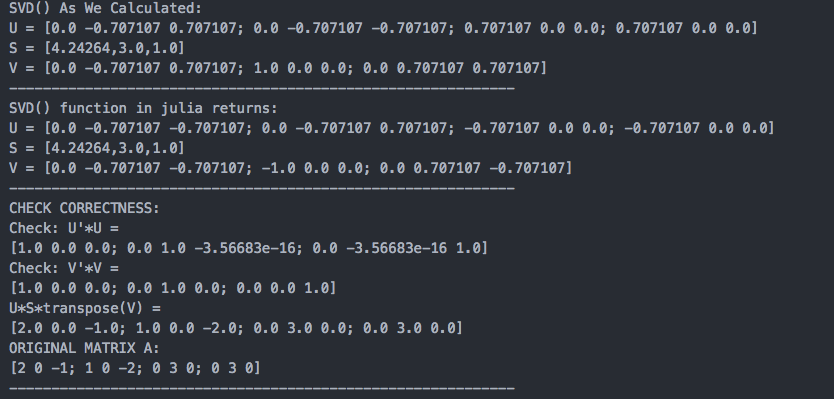 SVD() As We Calculated:
U = [0.0 -0.707107 0.707107; 0.0 -0.707107 -0.707107; 0.707107 0.0 0.0; 0.707107 0.0 0.0]
S = [4.24264,3.0,1.0]
V = [0.0 -0.707107 0.707107; 1.0 0.0 0.0; 0.0 0.707107 0.707107]
------------------------------------------------------------
SVD() function in julia returns:
U = [0.0 -0.707107 -0.707107; 0.0 -0.707107 0.707107; -0.707107 0.0 0.0; -0.707107 0.0 0.0]
S = [4.24264,3.0,1.0]
V = [0.0 -0.707107 -0.707107; -1.0 0.0 0.0; 0.0 0.707107 -0.707107]
------------------------------------------------------------
CHECK CORRECTNESS:
Check: U'*U =
[1.0 0.0 0.0; 0.0 1.0 -3.56683e-16; 0.0 -3.56683e-16 1.0]
Check: V'*V =
[1.0 0.0 0.0; 0.0 1.0 0.0; 0.0 0.0 1.0]
U*S*transpose(V) =
[2.0 0.0 -1.0; 1.0 0.0 -2.0; 0.0 3.0 0.0; 0.0 3.0 0.0]
ORIGINAL MATRIX A:
[2 0 -1; 1 0 -2; 0 3 0; 0 3 0]
------------------------------------------------------------